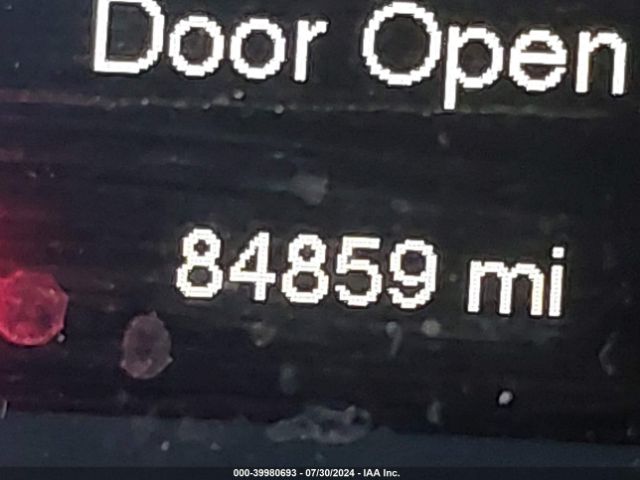 Door Open
84859 mi
000-39980693 - 07/30/2024 - IAA Inc.